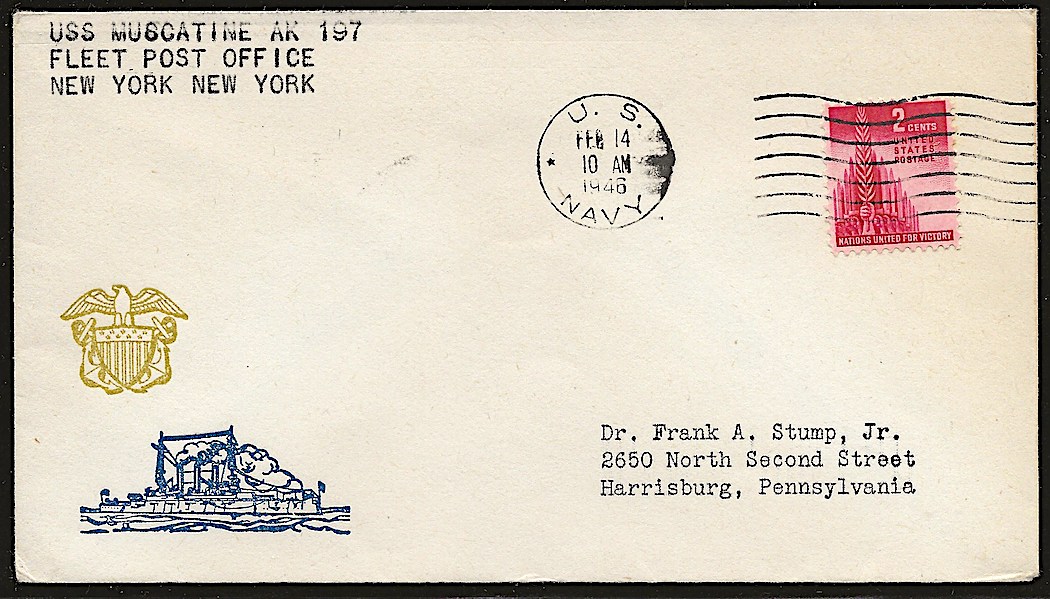 USS MUSCATINE AK 197
FLEET POST OFFICE
NEW YORK NEW YORK
U. S.
FEB 14
10 AM
1946
NAVY.
2 CENTS
UNITED
STATES
POSTAGE
NATIONS UNITED FOR VICTORY
Dr. Frank A. Stump, Jr.
2650 North Second Street
Harrisburg, Pennsylvania